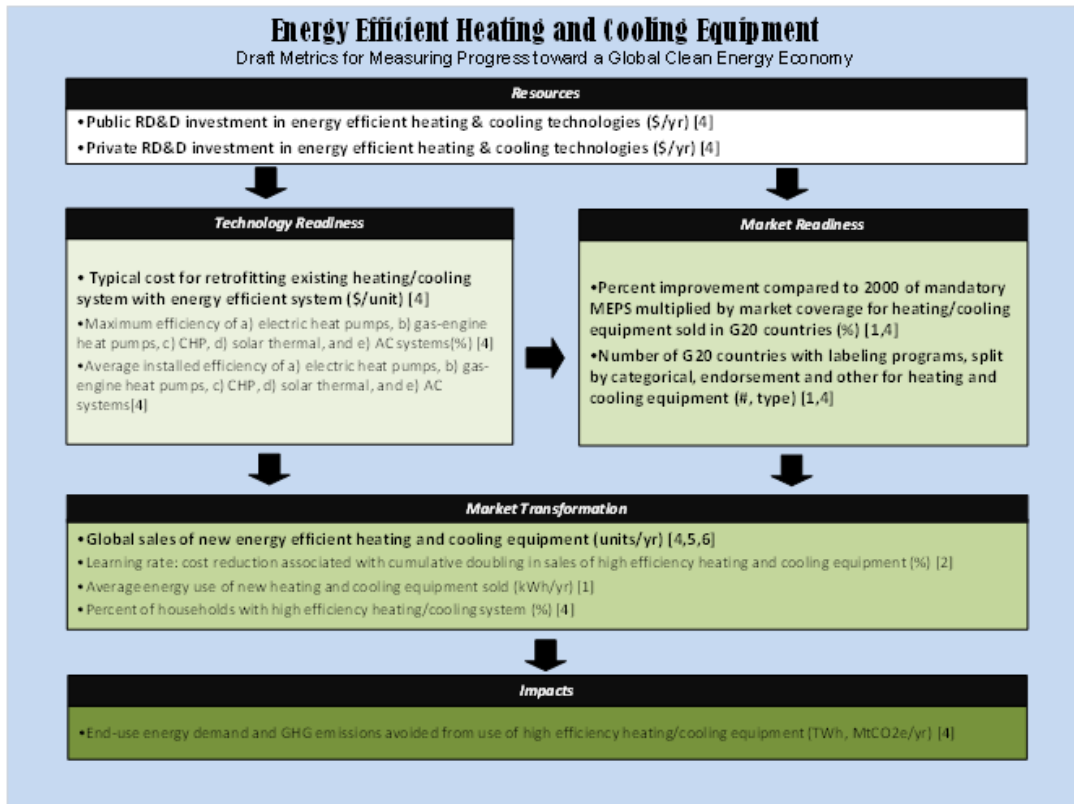 Energy Efficient Heating and Cooling Equipment
Draft Metrics for Measuring Progress toward a Global Clean Energy Economy
Resources
•Public RD&D investment in energy efficient heating & cooling technologies ($/yr) [4]
•Private RD&D investment in energy efficient heating & cooling technologies ($/yr) [4]
Technology Readiness
• Typical cost for retrofitting existing heating/cooling
system with energy efficient system ($/unit) [4]
•Maximum efficiency of a) electric heat pumps, b) gas-engine
heat pumps, c) CHP, d) solar thermal, and e) AC systems(%) [4]
•Average installed efficiency of a) electric heat pumps, b) gas-
engine heat pumps, c) CHP, d) solar thermal, and e) AC
systems[4]
Market Readiness
•Percent improvement compared to 2000 of mandatory
MEPS multiplied by market coverage for heating/cooling
equipment sold in G20 countries (%) [1,4]
•Number of G20 countries with labeling programs, split
by categorical, endorsement and other for heating and
cooling equipment (#, type) [1,4]
Market Transformation
•Global sales of new energy efficient heating and cooling equipment (units/yr) [4,5,6]
•Learning rate: cost reduction associated with cumulative doubling in sales of high efficiency heating and cooling equipment (%) [2]
•Average energy use of new heating and cooling equipment sold (kWh/yr) [1]
•Percent of households with high efficiency heating/cooling system (%) [4]
Impacts
•End-use energy demand and GHG emissions avoided from use of high efficiency heating/cooling equipment (TWh, MtCO2e/yr) [4]